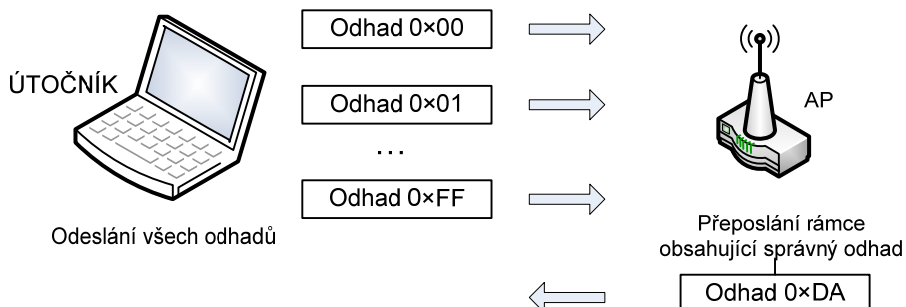 Odhad 0×00
ÚTOČNÍK
Odhad 0×01
AP
...
Odhad 0×FF
Odeslání všech odhadů
Přeposlání rámce
obsahující správný odhad
Odhad 0×DA